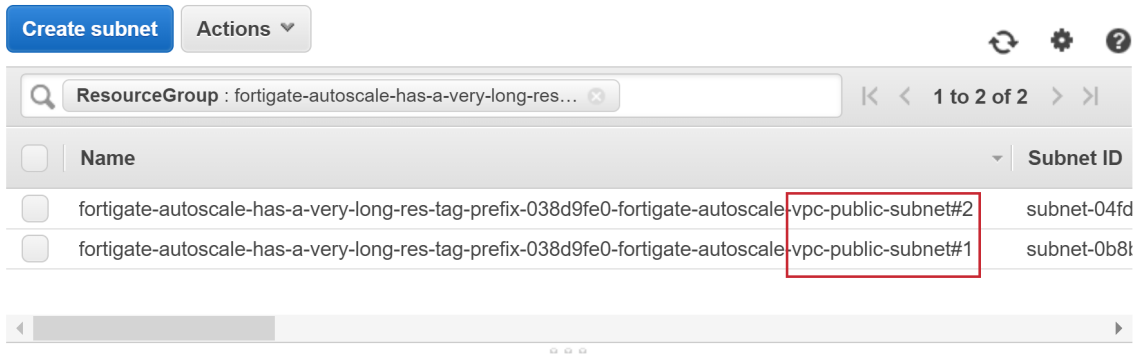 Create subnet Actions
ResourceGroup : fortigate-autoscale-has-a-very-long-res… 1 to 2 of 2
Name Subnet ID
fortigate-autoscale-has-a-very-long-res-tag-prefix-038d9fe0-fortigate-autoscale-vpc-public-subnet#2 subnet-04fd
fortigate-autoscale-has-a-very-long-res-tag-prefix-038d9fe0-fortigate-autoscale-vpc-public-subnet#1 subnet-0b8b